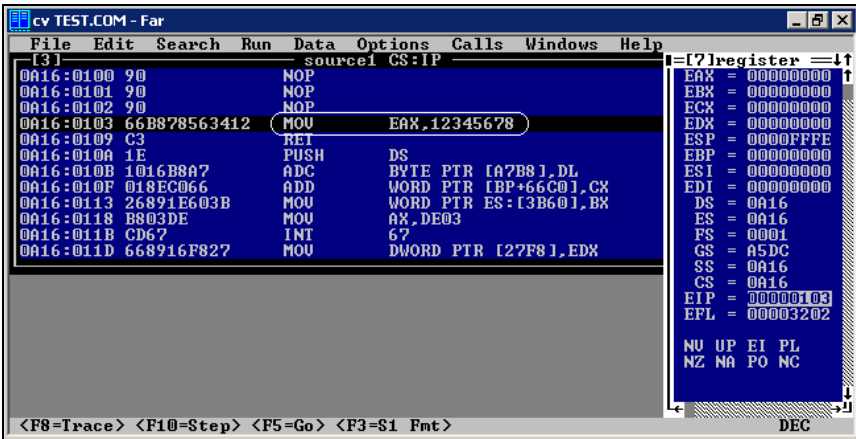 cv TEST.COM - Far
File Edit Search Run Data Options Calls Windows Help
[3] source1 CS:IP
0A16:0100 90 NOP
0A16:0101 90 NOP
0A16:0102 90 NOP
0A16:0103 66B878563412 MOV EAX,12345678
0A16:0109 C3 RET
0A16:010A 1E PUSH DS
0A16:010B 1016B8A7 ADC BYTE PTR [A7B8],DL
0A16:010F 018EC066 ADD WORD PTR [BP+66C0],CX
0A16:0113 26891E603B MOV WORD PTR ES:[3B60],BX
0A16:0118 B803DE MOV AX,DE03
0A16:011B CD67 INT 67
0A16:011D 668916F827 MOV DWORD PTR [27F8],EDX
[7]register
EAX = 00000000
EBX = 00000000
ECX = 00000000
EDX = 00000000
ESP = 0000FFFE
EBP = 00000000
ESI = 00000000
EDI = 00000000
DS = 0A16
ES = 0A16
FS = 0001
GS = A5DC
SS = 0A16
CS = 0A16
EIP = 00000103
EFL = 00003202
NV UP EI PL
NZ NA PO NC
<F8=Trace> <F10=Step> <F5=Go> <F3=S1 Fmt> DEC